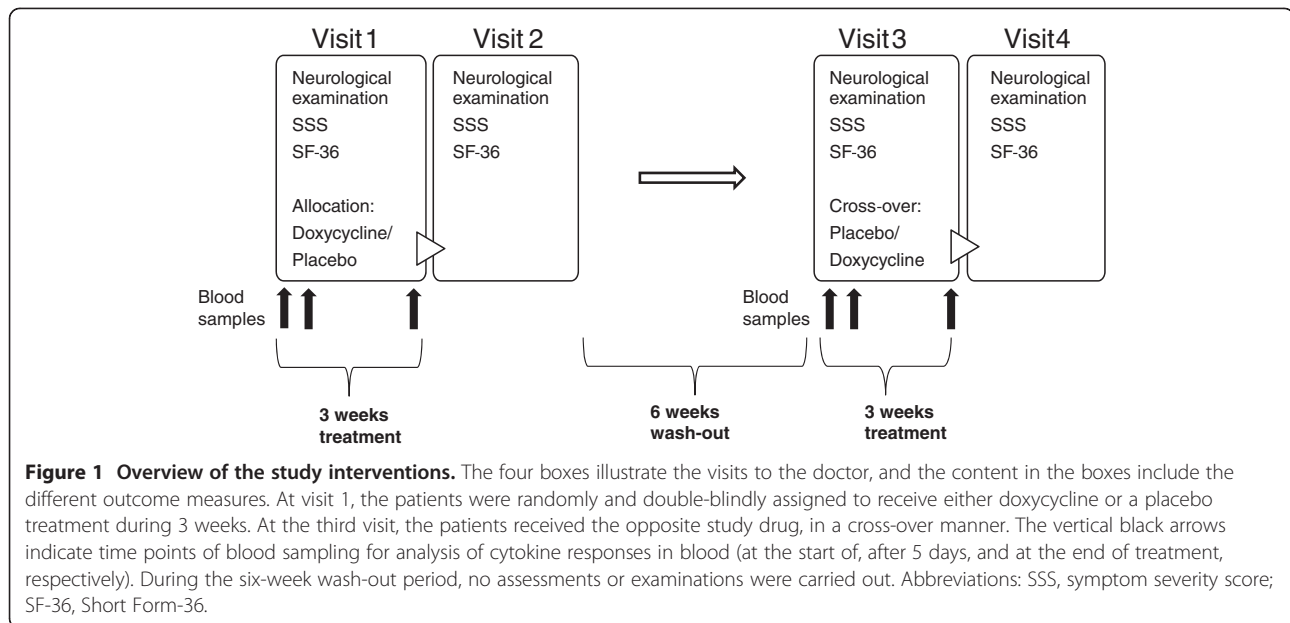 Visit 1
Visit 2
Visit 3
Visit 4
Neurological
examination
SSS
SF-36
Allocation:
Doxycycline/
Placebo
Neurological
examination
SSS
SF-36
Neurological
examination
SSS
SF-36
Cross-over:
Placebo/
Doxycycline
Neurological
examination
SSS
SF-36
Blood
samples
Blood
samples
3 weeks
treatment
6 weeks
wash-out
3 weeks
treatment
Figure 1 Overview of the study interventions. The four boxes illustrate the visits to the doctor, and the content in the boxes include the
different outcome measures. At visit 1, the patients were randomly and double-blindly assigned to receive either doxycycline or a placebo
treatment during 3 weeks. At the third visit, the patients received the opposite study drug, in a cross-over manner. The vertical black arrows
indicate time points of blood sampling for analysis of cytokine responses in blood (at the start of, after 5 days, and at the end of treatment,
respectively). During the six-week wash-out period, no assessments or examinations were carried out. Abbreviations: SSS, symptom severity score;
SF-36, Short Form-36.